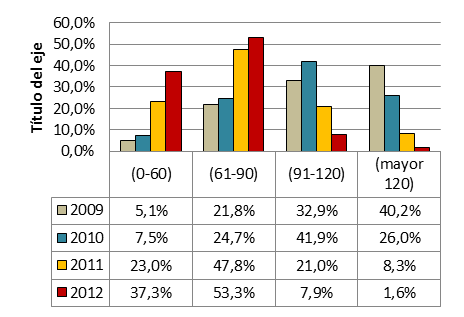 60,0%
50,0%
40,0%
30,0%
20,0%
10,0%
0,0%
Título del eje
(0-60) (61-90) (91-120) (mayor 120)
2009 5,1% 21,8% 32,9% 40,2%
2010 7,5% 24,7% 41,9% 26,0%
2011 23,0% 47,8% 21,0% 8,3%
2012 37,3% 53,3% 7,9% 1,6%